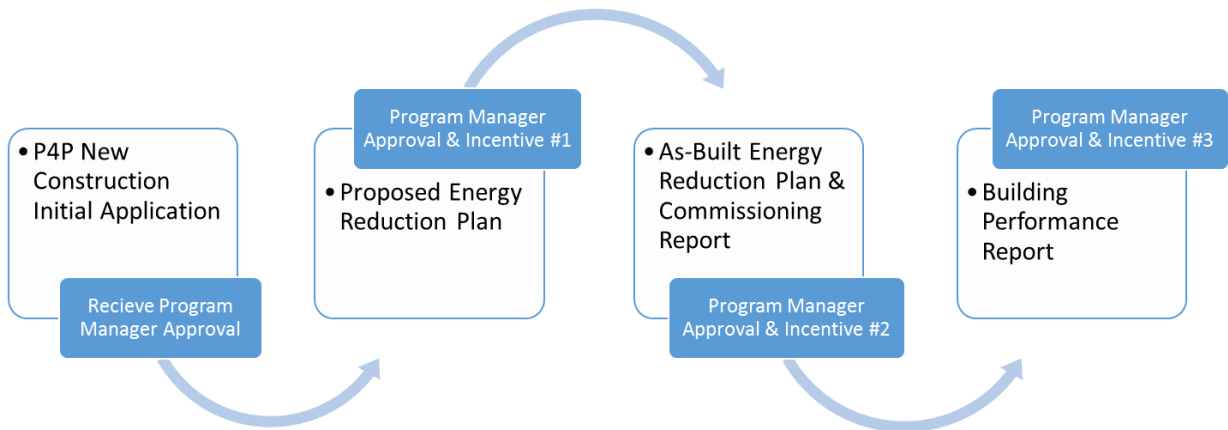 • P4P New
Construction
Initial Application
Recieve Program
Manager Approval
Program Manager
Approval & Incentive #1
• Proposed Energy
Reduction Plan
• As-Built Energy
Reduction Plan &
Commissioning
Report
Program Manager
Approval & Incentive #2
Program Manager
Approval & Incentive #3
• Building
Performance
Report